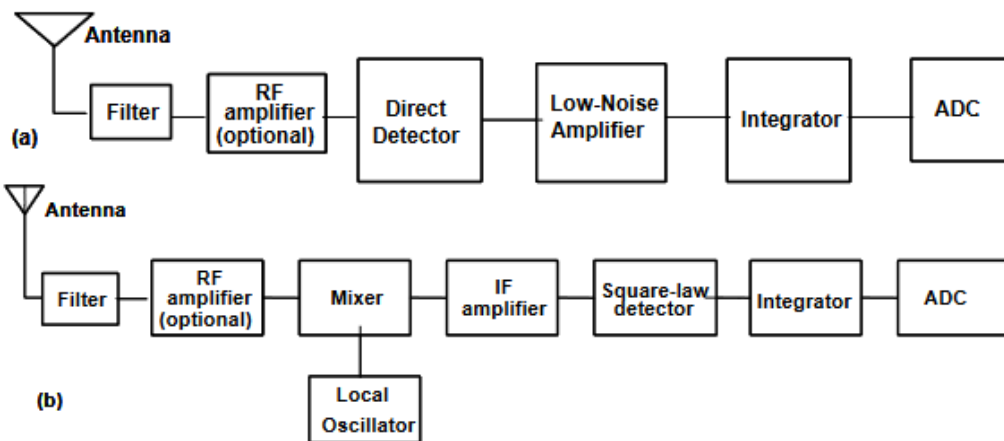 Antenna
Filter
RF
amplifier
(optional)
Direct
Detector
Low-Noise
Amplifier
Integrator
ADC
(a)
Antenna
Filter
RF
amplifier
(optional)
Mixer
IF
amplifier
Square-law
detector
Integrator
ADC
Local
Oscillator
(b)